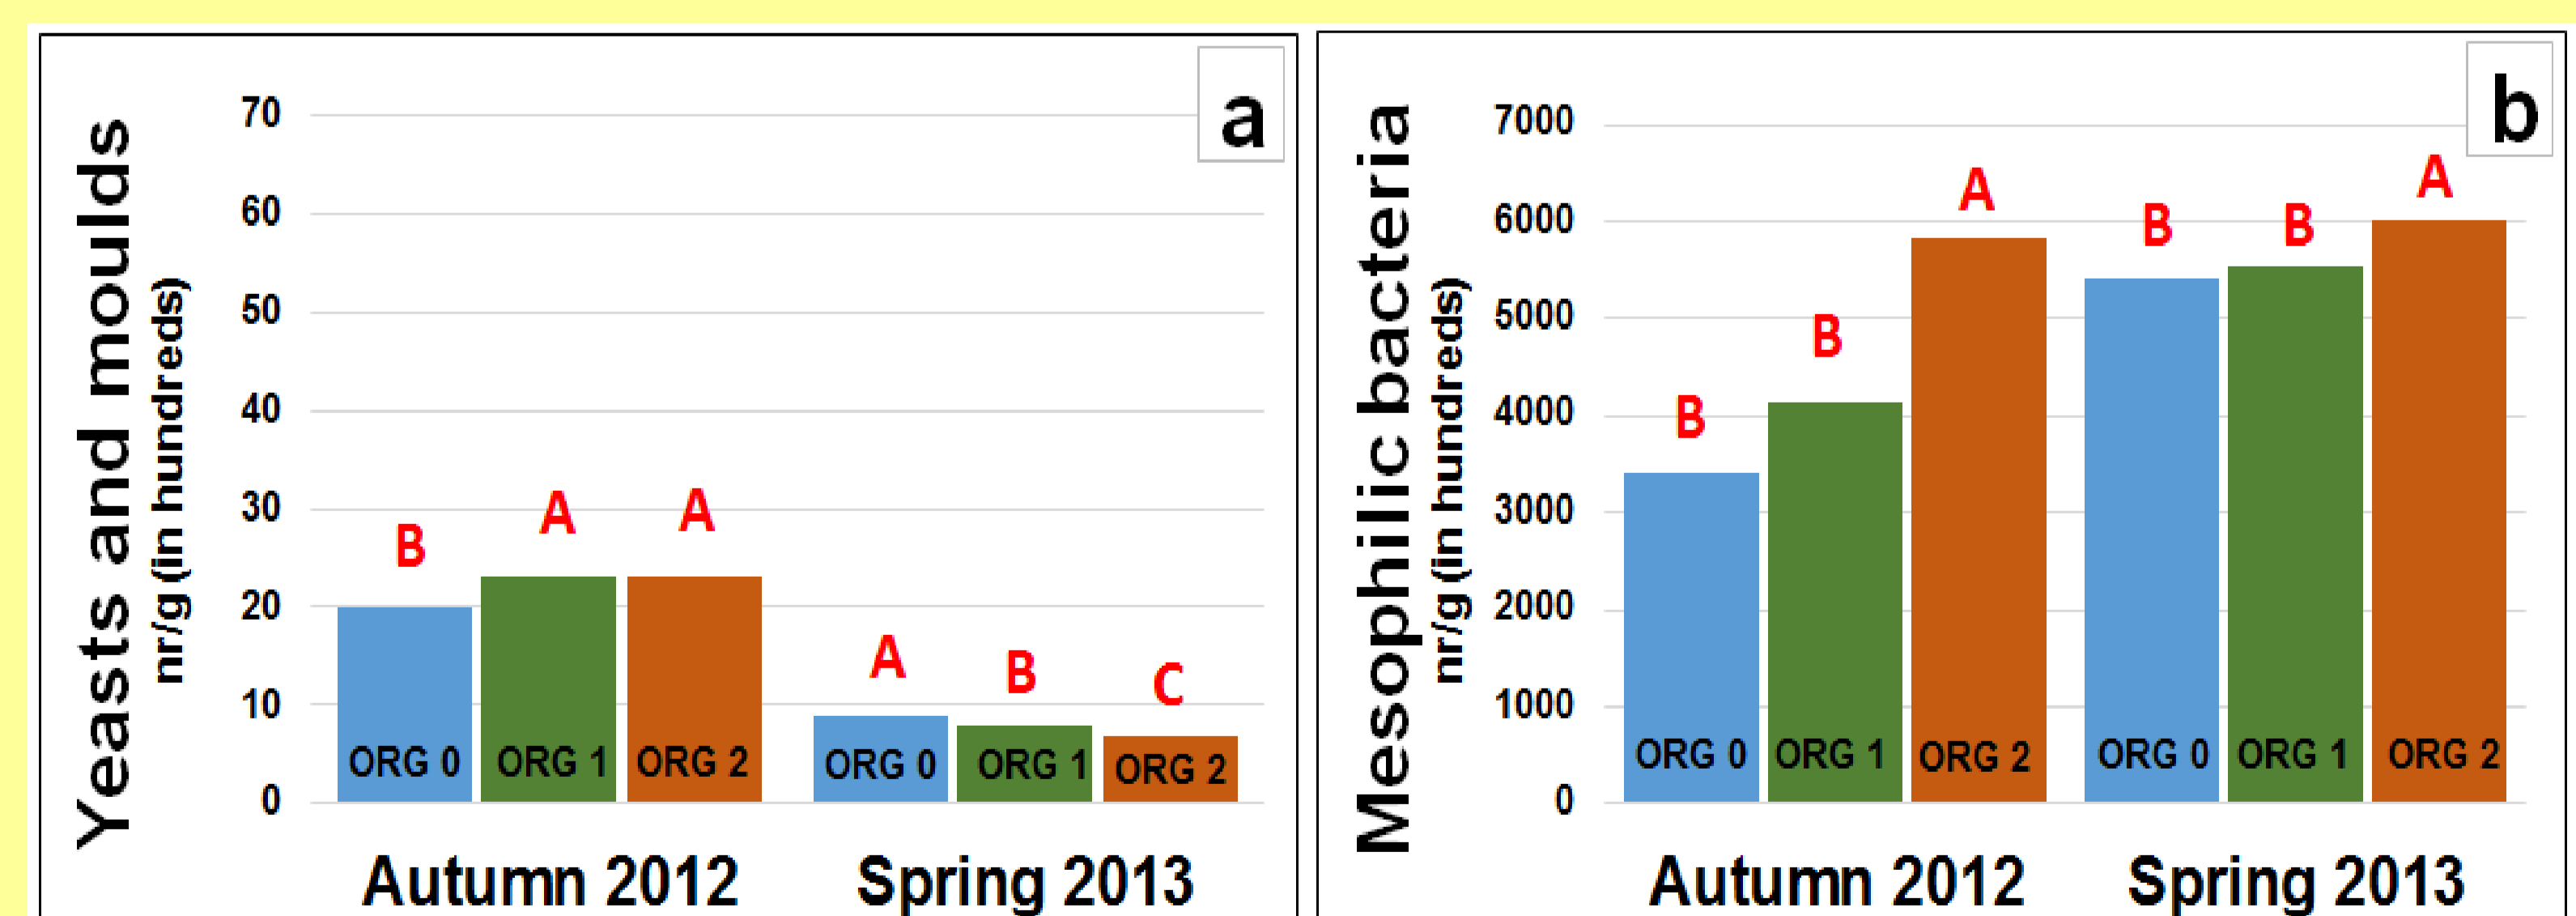 a
Yeasts and moulds
nr/g (in hundreds)
70
60
50
40
30
20
10
0
B
A
A
A
B
C
ORG 0
ORG 1
ORG 2
ORG 0
ORG 1
ORG 2
Autumn 2012
Spring 2013
b
Mesophilic bacteria
nr/g (in hundreds)
7000
6000
5000
4000
3000
2000
1000
0
B
B
A
B
B
A
ORG 0
ORG 1
ORG 2
ORG 0
ORG 1
ORG 2
Autumn 2012
Spring 2013